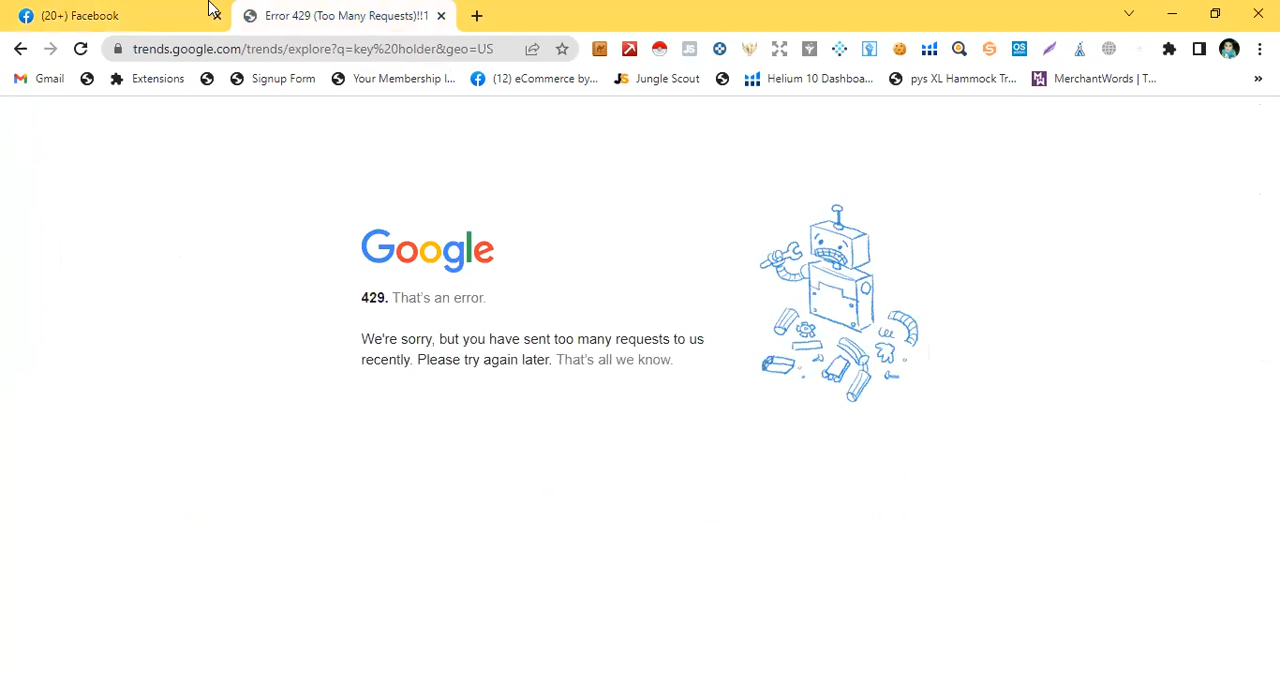 (20+) Facebook
Error 429 (Too Many Requests)!!1
trends.google.com/trends/explore?q=key%20holder&geo=US
JS
OS
Gmail
Extensions
Signup Form
Your Membership I...
(12) eCommerce by...
JS Jungle Scout
Helium 10 Dashboa...
pys XL Hammock Tr...
MerchantWords | T...
»
Google
429. That's an error.
We're sorry, but you have sent too many requests to us
recently. Please try again later. That's all we know.